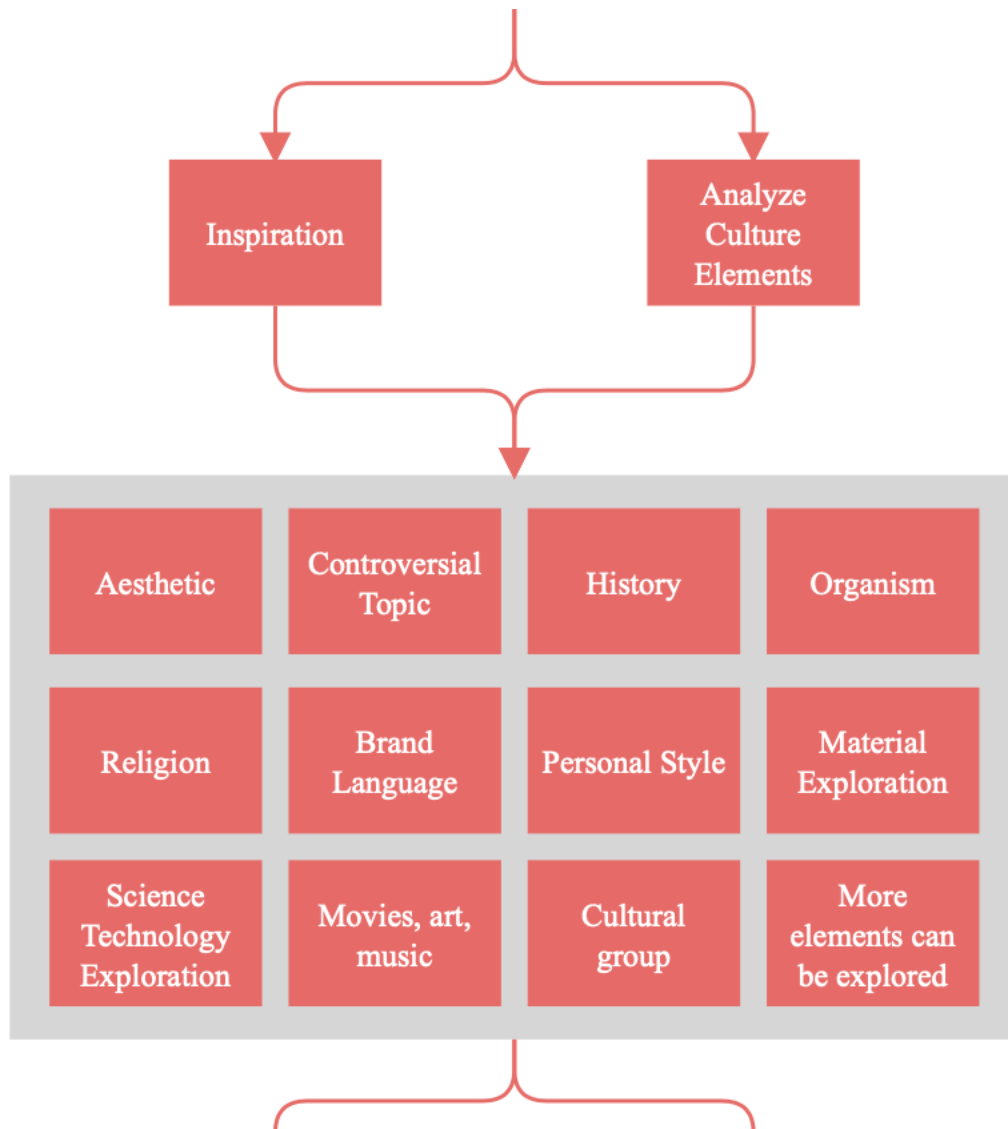 Inspiration
Analyze
Culture
Elements
Aesthetic
Controversial
Topic
History
Organism
Religion
Brand
Language
Personal Style
Material
Exploration
Science
Technology
Exploration
Movies, art,
music
Cultural
group
More
elements can
be explored